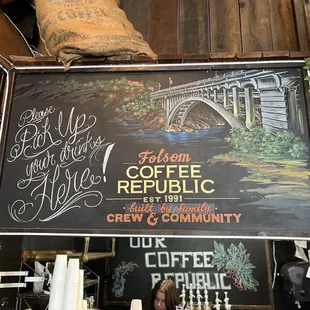 Please
Pick Up
your drinks
Here!
Folsom
COFFEE
REPUBLIC
EST. 1991
built by family,
CREW & COMMUNITY
OUR
COFFEE
REPUBLIC